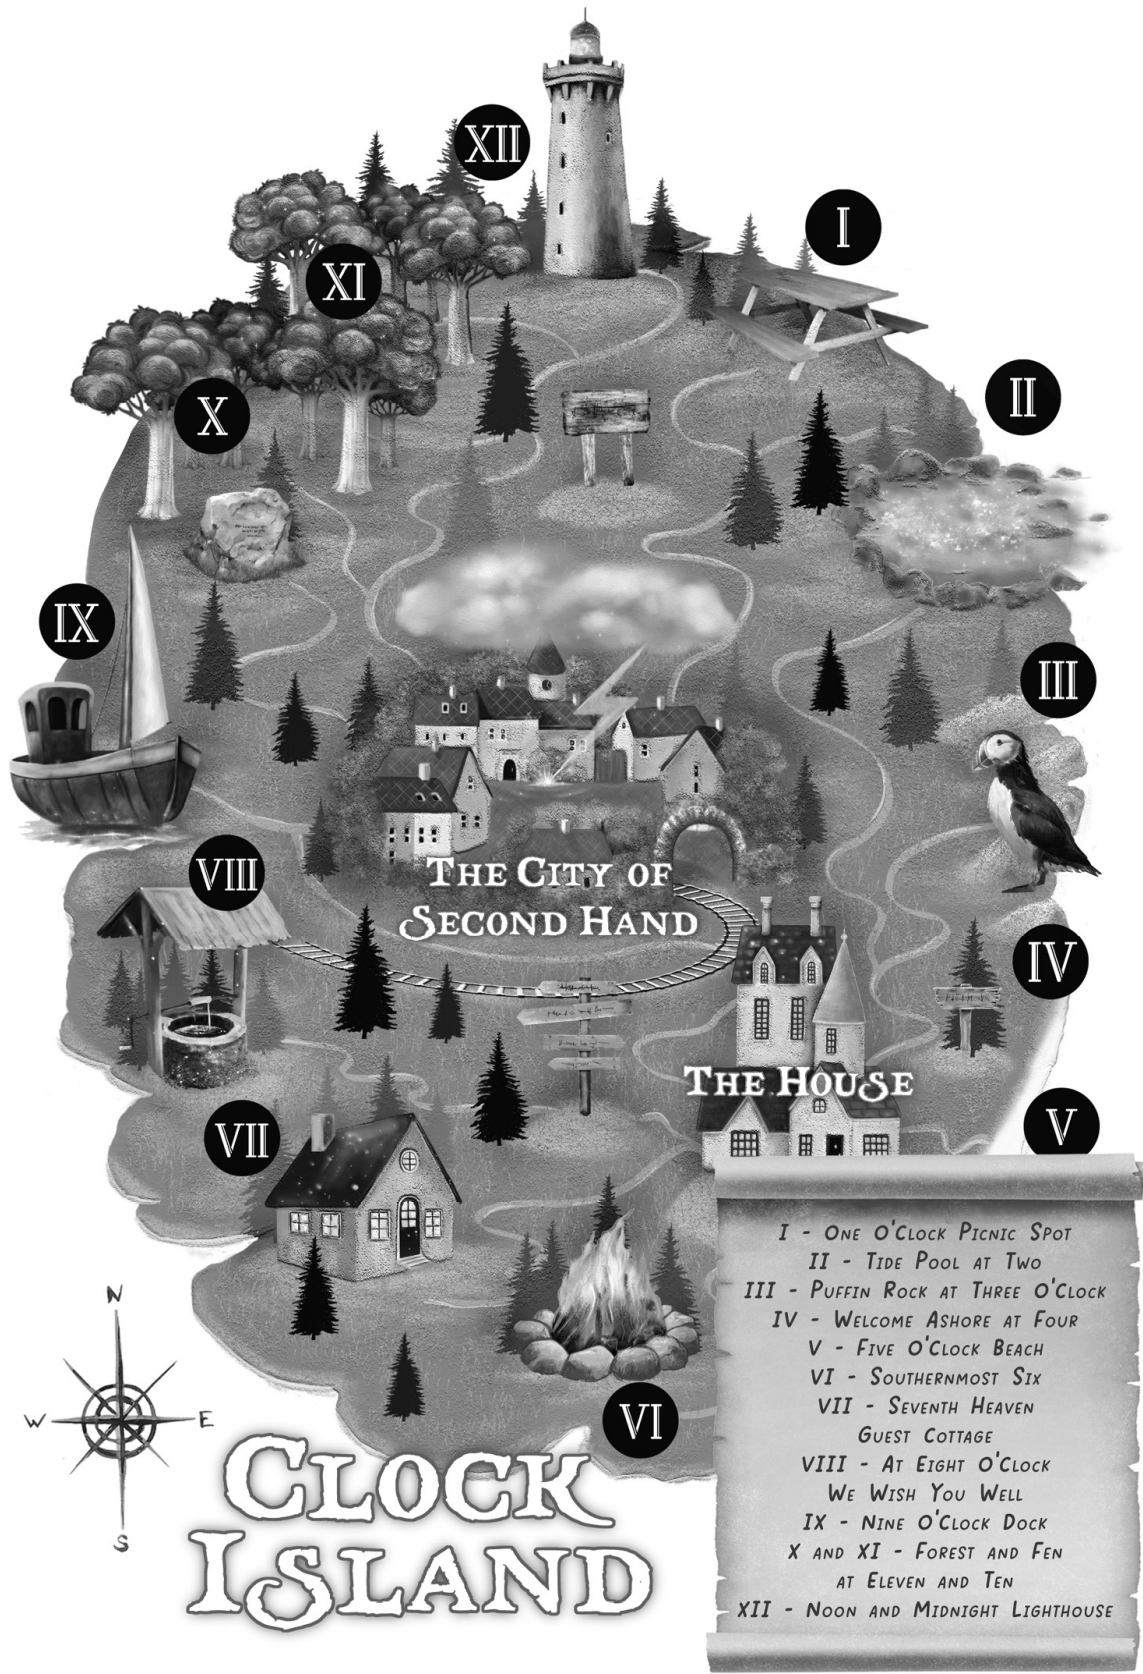 XII
I
XI
II
X
IX
III
VIII
THE CITY OF
SECOND HAND
IV
THE HOUSE
VII
V
I - ONE O'CLOCK PICNIC SPOT
II - TIDE POOL AT TWO
III - PUFFIN ROCK AT THREE O'CLOCK
IV - WELCOME ASHORE AT FOUR
V - FIVE O'CLOCK BEACH
VI - SOUTHERNMOST SIX
VII - SEVENTH HEAVEN
GUEST COTTAGE
VIII - AT EIGHT O'CLOCK
WE WISH YOU WELL
IX - NINE O'CLOCK DOCK
X AND XI - FOREST AND FEN
AT ELEVEN AND TEN
XII - NOON AND MIDNIGHT LIGHTHOUSE
VI
N
W
E
S
CLOCK
ISLAND